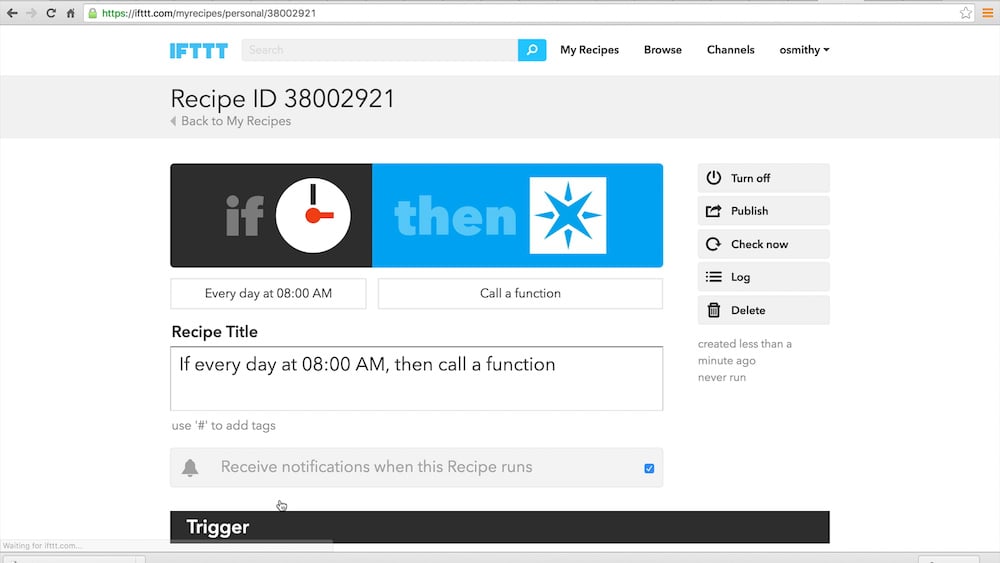 https://ifttt.com/myrecipes/personal/38002921
IFTTT
Search
My Recipes
Browse
Channels
osmithy
Recipe ID 38002921
Back to My Recipes
if
then
Every day at 08:00 AM
Call a function
Recipe Title
If every day at 08:00 AM, then call a function
use '#' to add tags
Receive notifications when this Recipe runs
Turn off
Publish
Check now
Log
Delete
created less than a
minute ago
never run
Trigger
Waiting for ifttt.com...